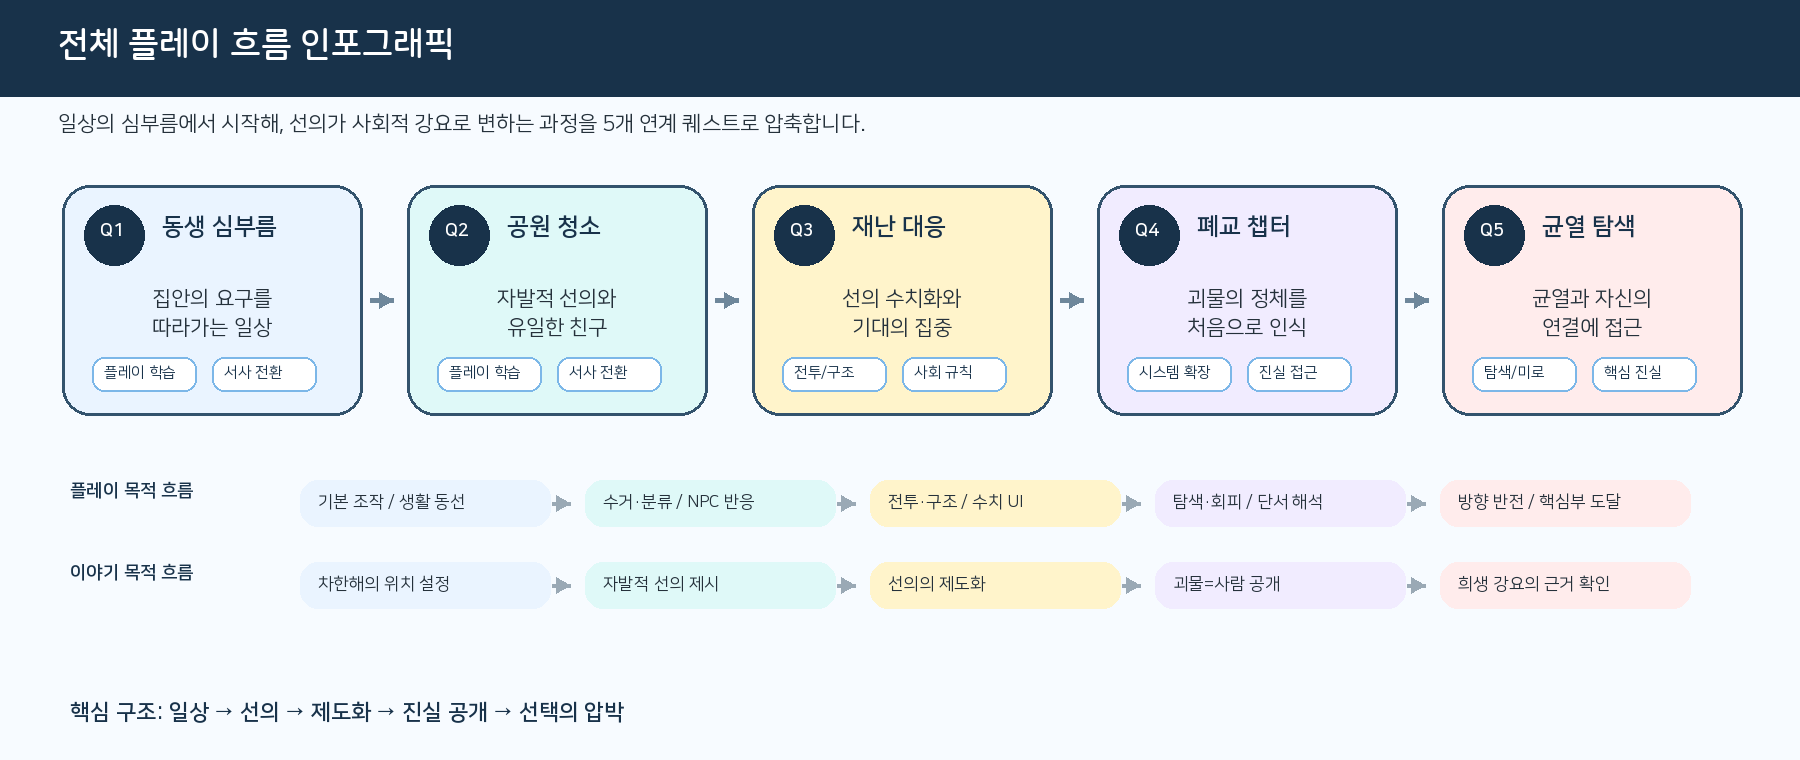 전체 플레이 흐름 인포그래픽
일상의 심부름에서 시작해, 선의가 사회적 강요로 변하는 과정을 5개 연계 퀘스트로 압축합니다.
Q1 동생 심부름
집안의 요구를
따라가는 일상
플레이 학습 서사 전환
Q2 공원 청소
자발적 선의와
유일한 친구
플레이 학습 서사 전환
Q3 재난 대응
선의 수치화와
기대의 집중
전투/구조 사회 규칙
Q4 폐교 챕터
괴물의 정체를
처음으로 인식
시스템 확장 진실 접근
Q5 균열 탐색
균열과 자신의
연결에 접근
탐색/미로 핵심 진실
플레이 목적 흐름
기본 조작 / 생활 동선
수거·분류 / NPC 반응
전투·구조 / 수치 UI
탐색·회피 / 단서 해석
방향 반전 / 핵심부 도달
이야기 목적 흐름
차한해의 위치 설정
자발적 선의 제시
선의의 제도화
괴물=사람 공개
희생 강요의 근거 확인
핵심 구조: 일상 → 선의 → 제도화 → 진실 공개 → 선택의 압박